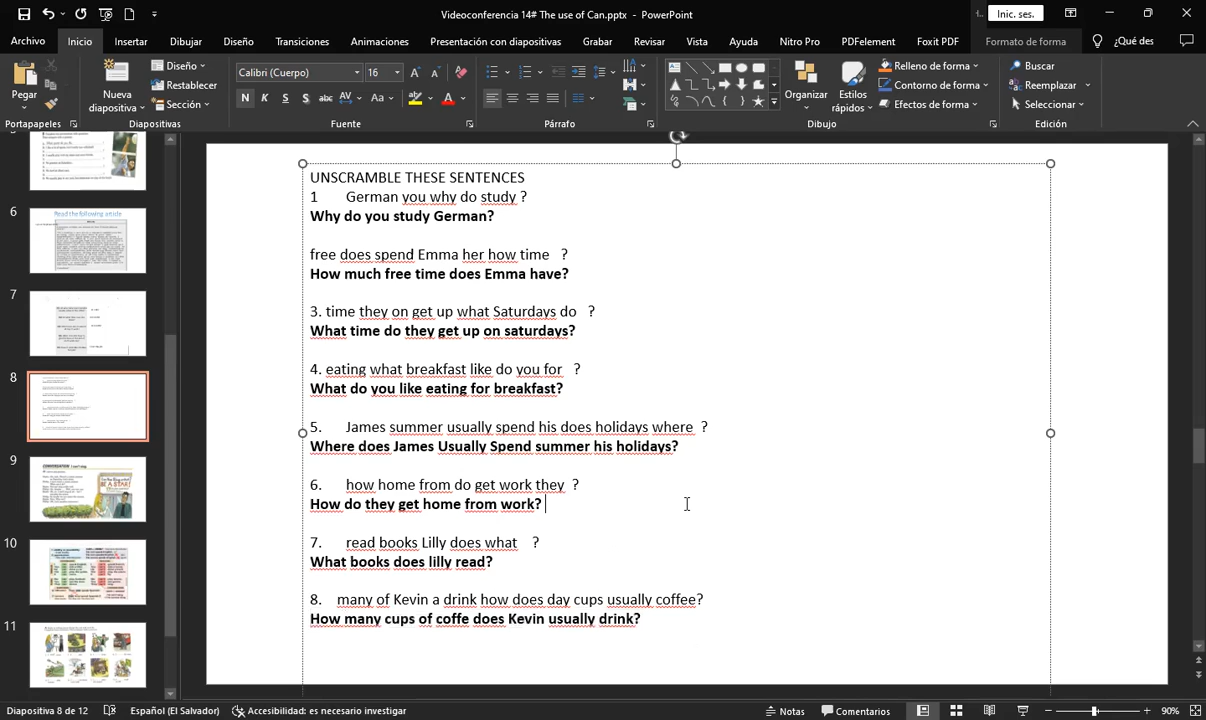 Videoconferencia 14# The use of Can.pptx - PowerPoint
Inic. ses.
Archivo Inicio Insertar Dibujar Diseño Transiciones Animaciones Presentación con diapositivas Grabar Revisar Vista Ayuda Nitro Pro PDFelement Foxit PDF Formato de forma ¿Qué des
Pegar
Portapapeles
Nueva diapositiva
Diseño
Restablecer
Sección
Diapositivas
Calibri (Cuerpo) 16
N K S S abc AV Aa A
Fuente
Párrafo
Organizar
Estilos rápidos
Relleno de forma
Contorno de forma
Efectos de forma
Dibujo
Buscar
Reemplazar
Seleccionar
Edición
6
Read the following article
7
8
9
10
11
UNSCRAMBLE THESE SENTENCES
1 German you why do study ?
Why do you study German?
free does spend Emma her how time ?
How much free time does Emma have?
3. time they on get up what Saturdays do ?
What time do they get up on Saturdays?
4. eating what breakfast like do you for ?
What do you like eating for breakfast?
5. James summer usually spend his does holidays where ?
Where does James Usually Spend summer his holidays?
6. how home from do get work they ?
How do they get home from work?
7. read books Lilly does what ?
What books does lilly read?
8. many of Kevin a drink how does day cups usually coffee?
How many cups of coffe does Kevin usually drink?
Diapositiva 8 de 12 Español (El Salvador) Accesibilidad: es necesario investigar Notas Comentarios 90%